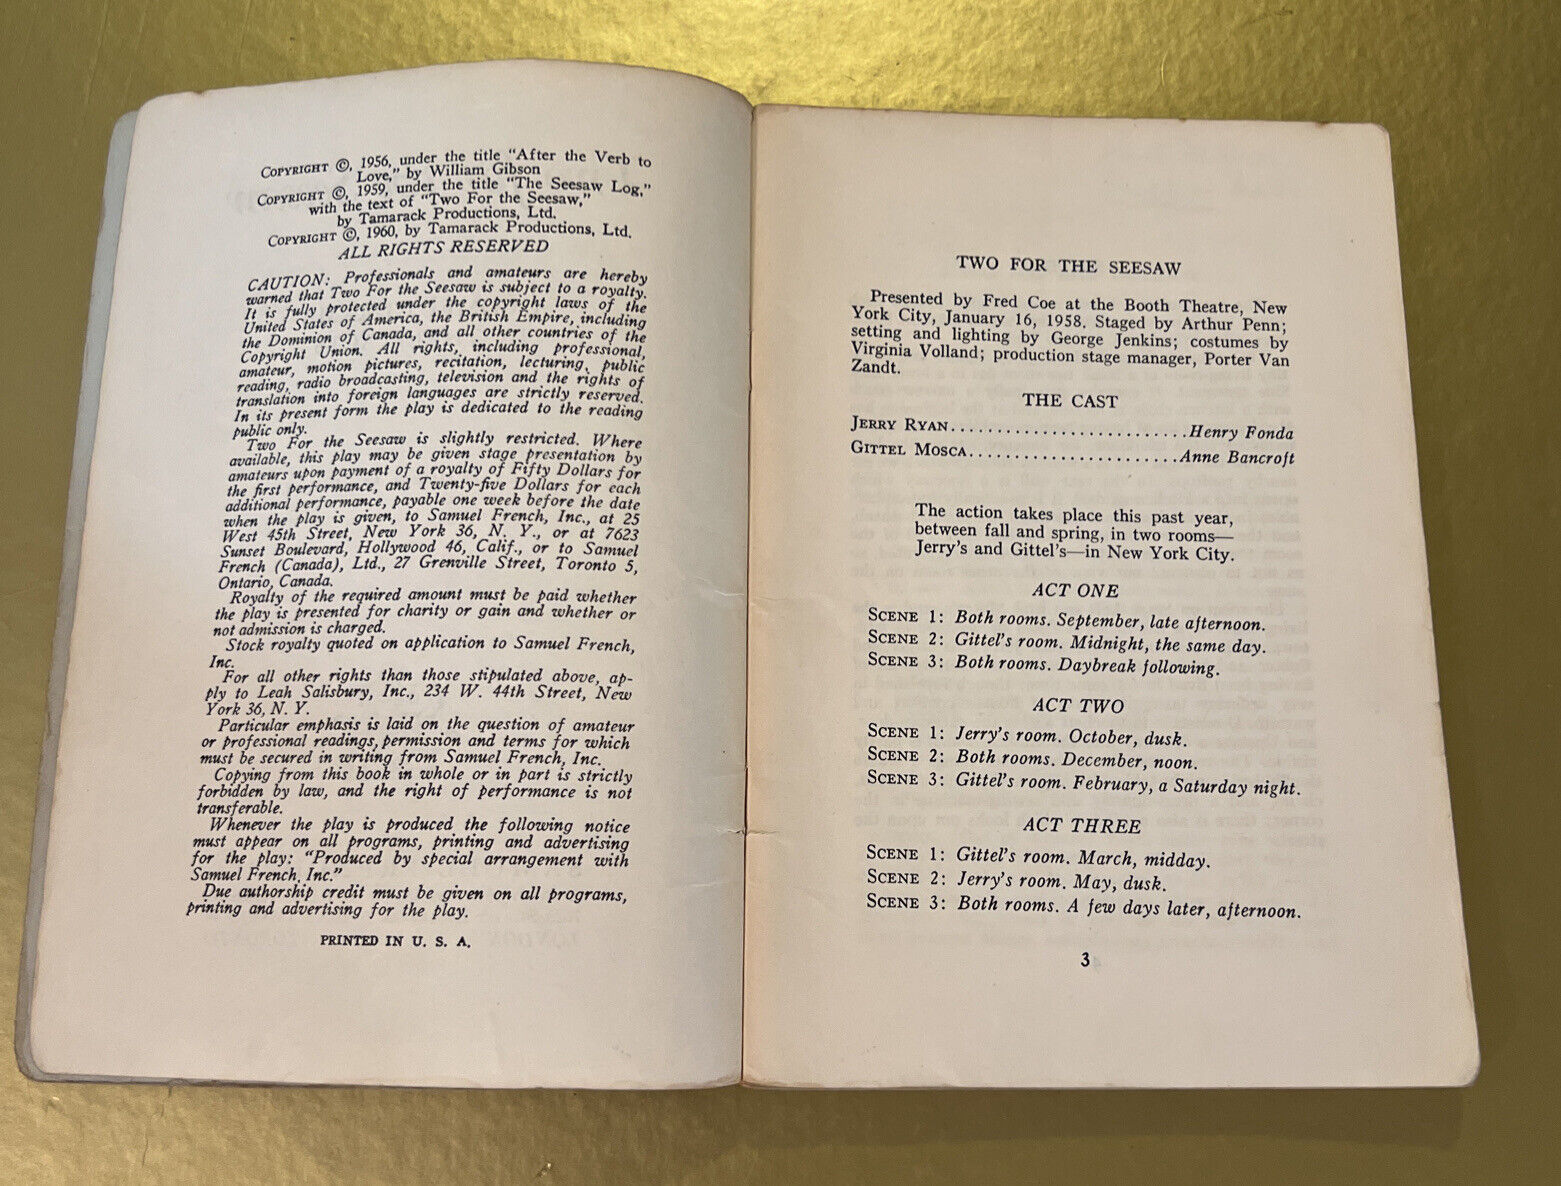 COPYRIGHT ©, 1956, under the title "After the Verb to
Love," by William Gibson
COPYRIGHT ©, 1959, under the title "The Seesaw Log,"
with the text of "Two For the Seesaw,"
by Tamarack Productions, Ltd.
COPYRIGHT ©, 1960, by Tamarack Productions, Ltd.
ALL RIGHTS RESERVED
CAUTION: Professionals and amateurs are hereby
warned that Two For the Seesaw is subject to a royalty.
It is fully protected under the copyright laws of the
United States of America, the British Empire, including
the Dominion of Canada, and all other countries of the
Copyright Union. All rights, including professional,
amateur, motion pictures, recitation, lecturing, public
reading, radio broadcasting, television and the rights of
translation into foreign languages are strictly reserved.
In its present form the play is dedicated to the reading
public only.
Two For the Seesaw is slightly restricted. Where
available, this play may be given stage presentation by
amateurs upon payment of a royalty of Fifty Dollars for
the first performance, and Twenty-five Dollars for each
additional performance, payable one week before the date
when the play is given, to Samuel French, Inc., at 25
West 45th Street, New York 36, N. Y., or at 7623
Sunset Boulevard, Hollywood 46, Calif., or to Samuel
French (Canada), Ltd., 27 Grenville Street, Toronto 5,
Ontario, Canada.
Royalty of the required amount must be paid whether
the play is presented for charity or gain and whether or
not admission is charged.
Stock royalty quoted on application to Samuel French,
Inc.
For all other rights than those stipulated above, ap-
ply to Leah Salisbury, Inc., 234 W. 44th Street, New
York 36, N. Y.
Particular emphasis is laid on the question of amateur
or professional readings, permission and terms for which
must be secured in writing from Samuel French, Inc.
Copying from this book in whole or in part is strictly
forbidden by law, and the right of performance is not
transferable.
Whenever the play is produced the following notice
must appear on all programs, printing and advertising
for the play: "Produced by special arrangement with
Samuel French, Inc."
Due authorship credit must be given on all programs,
printing and advertising for the play.
PRINTED IN U. S. A.
TWO FOR THE SEESAW
Presented by Fred Coe at the Booth Theatre, New
York City, January 16, 1958. Staged by Arthur Penn;
setting and lighting by George Jenkins; costumes by
Virginia Volland; production stage manager, Porter Van
Zandt.
THE CAST
JERRY RYAN..........................Henry Fonda
GITTEL MOSCA.......................Anne Bancroft
The action takes place this past year,
between fall and spring, in two rooms—
Jerry's and Gittel's—in New York City.
ACT ONE
SCENE 1: Both rooms. September, late afternoon.
SCENE 2: Gittel's room. Midnight, the same day.
SCENE 3: Both rooms. Daybreak following.
ACT TWO
SCENE 1: Jerry's room. October, dusk.
SCENE 2: Both rooms. December, noon.
SCENE 3: Gittel's room. February, a Saturday night.
ACT THREE
SCENE 1: Gittel's room. March, midday.
SCENE 2: Jerry's room. May, dusk.
SCENE 3: Both rooms. A few days later, afternoon.
3